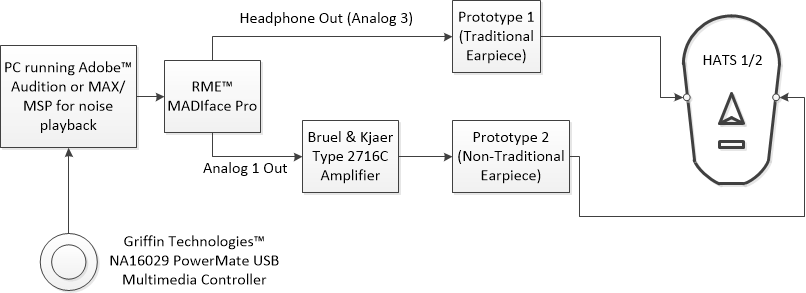 Headphone Out (Analog 3)
Prototype 1
(Traditional
Earpiece)
HATS 1/2
PC running Adobe™
Audition or MAX/
MSP for noise
playback
RME™
MADIface Pro
Analog 1 Out
Bruel & Kjaer
Type 2716C
Amplifier
Prototype 2
(Non-Traditional
Earpiece)
Griffin Technologies™
NA16029 PowerMate USB
Multimedia Controller